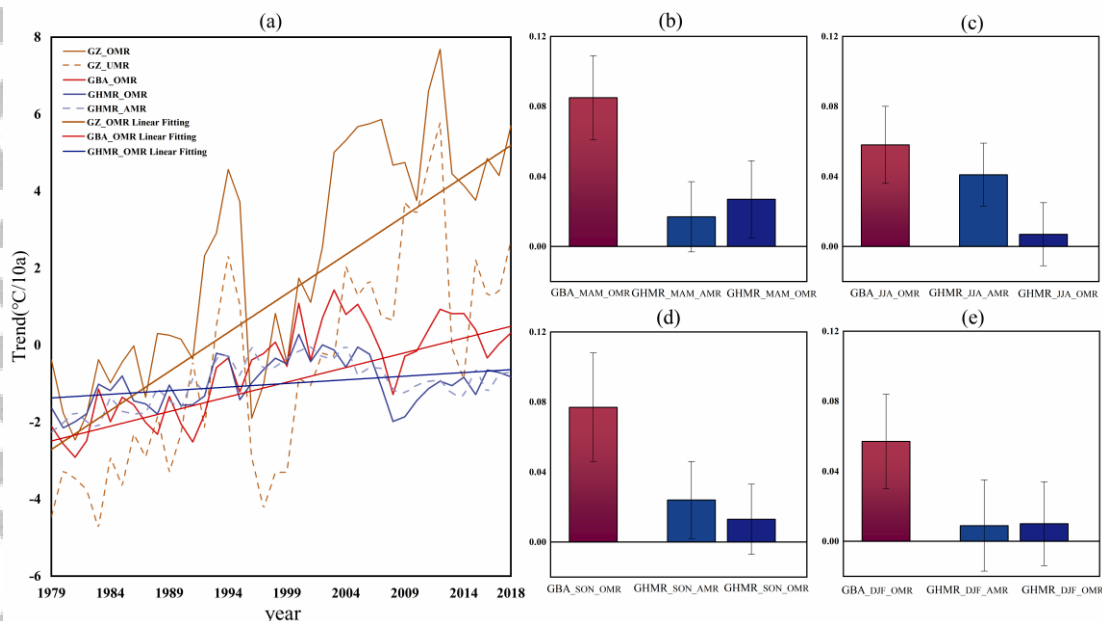 (a)
8
6
4
2
0
-2
-4
-6
Trend(°C/10a)
GZ_OMR
GZ_UMR
GBA_OMR
GHMR_OMR
GHMR_AMR
GZ_OMR Linear Fitting
GBA_OMR Linear Fitting
GHMR_OMR Linear Fitting
1979 1984 1989 1994 1999 2004 2009 2014 2018
year
(b)
0.12
0.08
0.04
0.00
GBA_MAM_OMR GHMR_MAM_AMR GHMR_MAM_OMR
(c)
0.12
0.08
0.04
0.00
GBA_JJA_OMR GHMR_JJA_AMR GHMR_JJA_OMR
(d)
0.12
0.08
0.04
0.00
GBA_SON_OMR GHMR_SON_AMR GHMR_SON_OMR
(e)
0.12
0.08
0.04
0.00
GBA_DJF_OMR GHMR_DJF_AMR GHMR_DJF_OMR